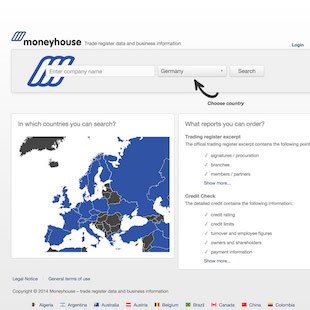 moneyhouse Trade register data and business information
Login
Enter company name
Germany
Search
Choose country
In which countries you can search?
What reports you can order?
Trading register excerpt
The offical trading register excerpt contains the following point
✓ signatures / procuration
✓ branches
✓ members / partners
Show more...
Credit Check
The detailed credit contains the following information:
✓ credit rating
✓ credit limits
✓ turnover and employee figures
✓ owners and shareholders
✓ payment information
Show more...
Legal Notice
General terms of use
Copyright © 2014 Moneyhouse – trade register data and business information
Algeria
Argentina
Australia
Austria
Belgium
Brazil
Canada
China
Colombia